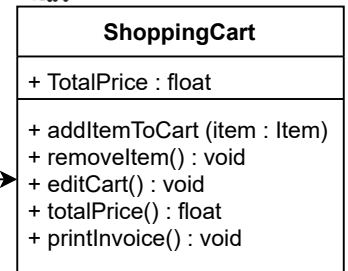 ShoppingCart
+ TotalPrice : float
+ addItemToCart (item : Item)
+ removeItem() : void
+ editCart() : void
+ totalPrice() : float
+ printInvoice() : void